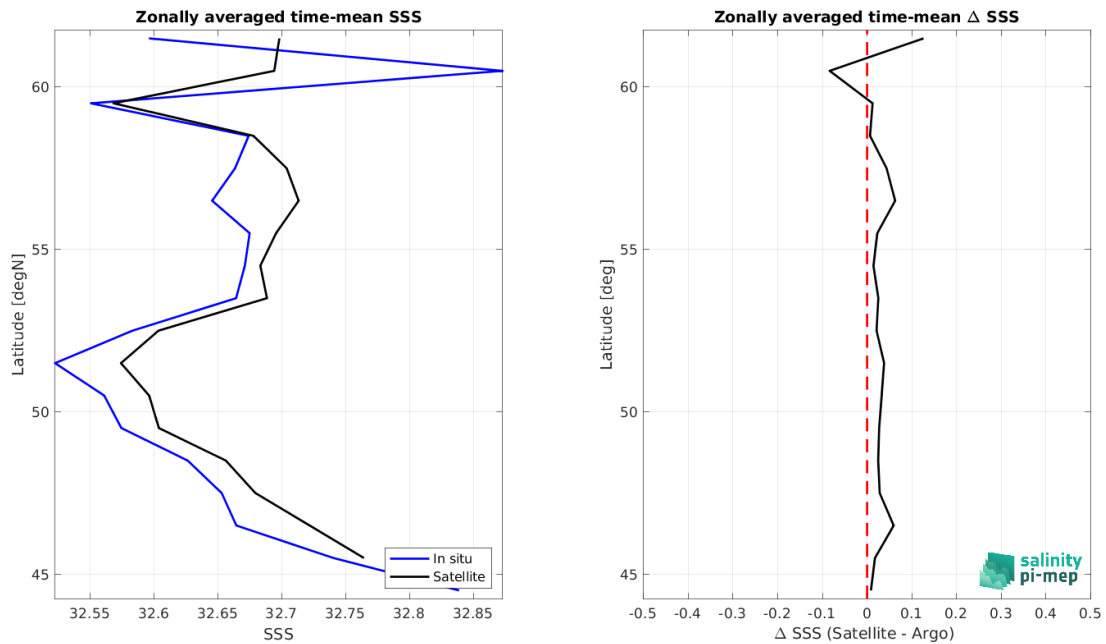 Zonally averaged time-mean SSS
60
55
50
45
Latitude [degN]
32.55 32.6 32.65 32.7 32.75 32.8 32.85
SSS
In situ
Satellite
Zonally averaged time-mean Δ SSS
60
55
50
45
Latitude [deg]
-0.5 -0.4 -0.3 -0.2 -0.1 0 0.1 0.2 0.3 0.4 0.5
Δ SSS (Satellite - Argo)
salinity
pi-mep